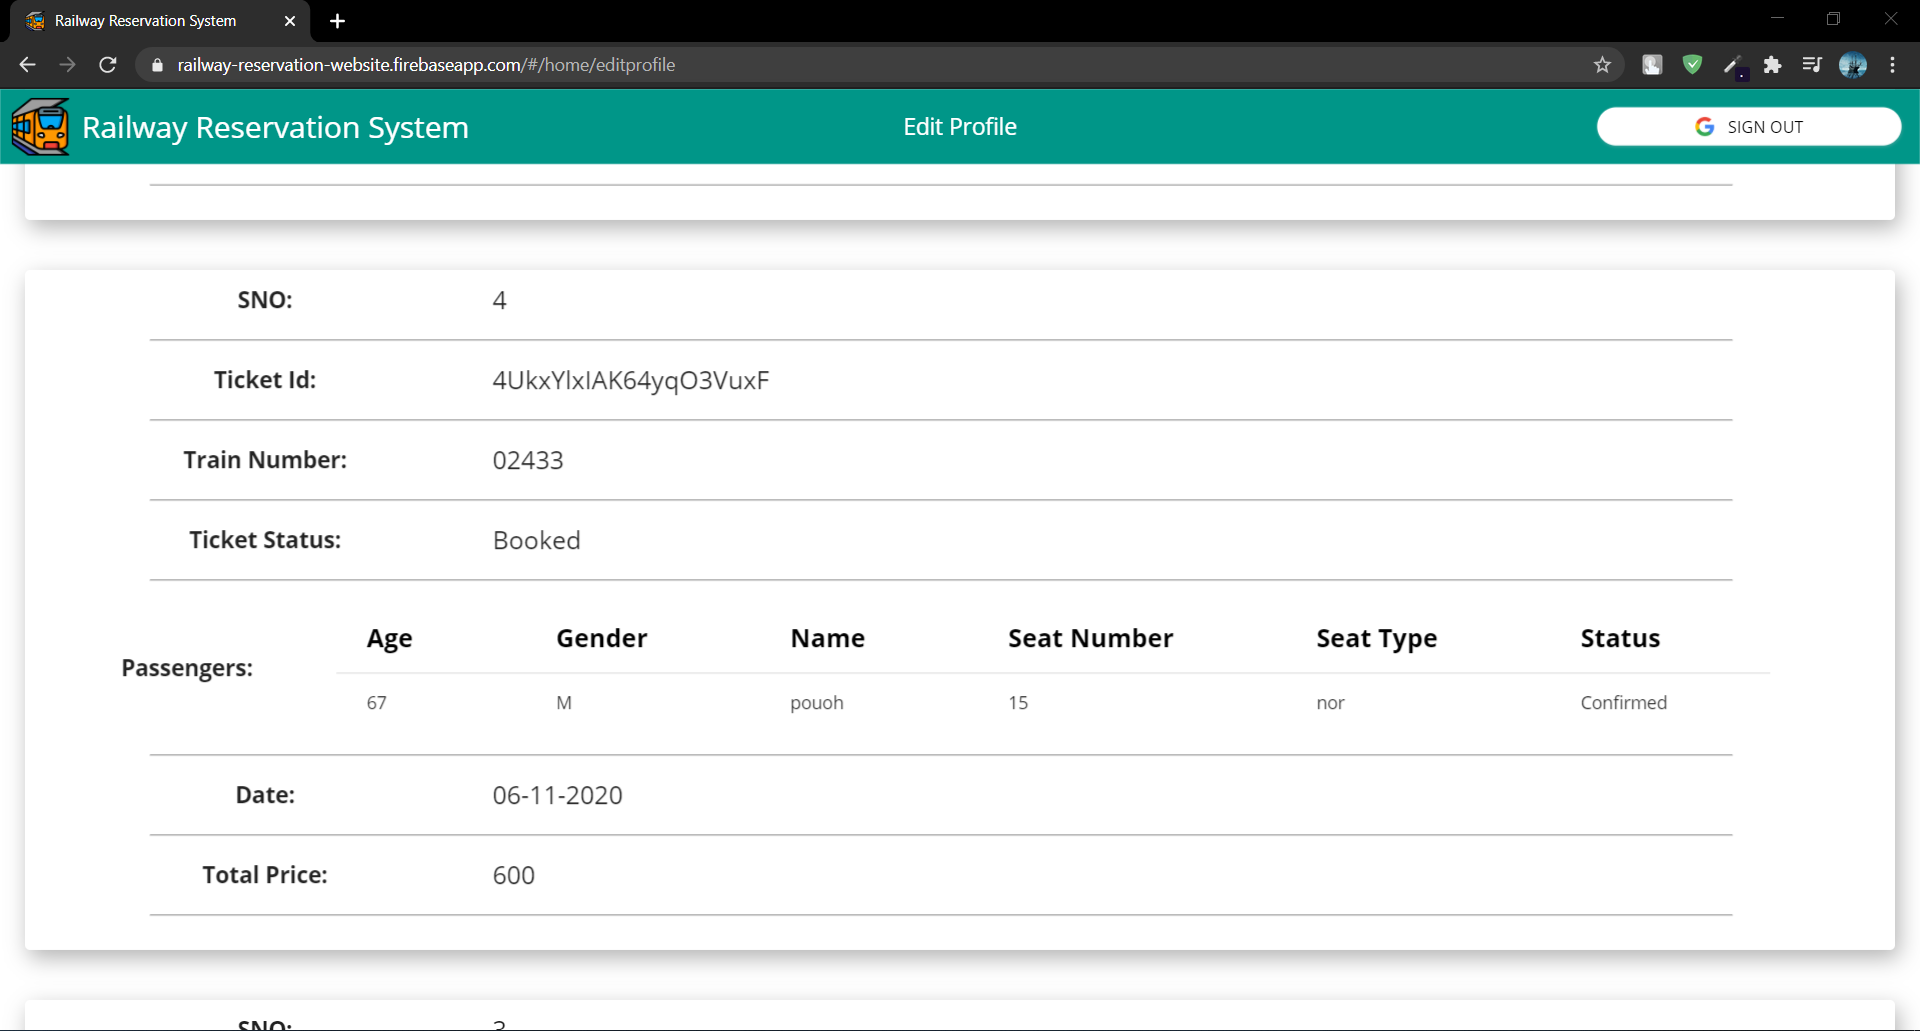 Railway Reservation System
railway-reservation-website.firebaseapp.com/#/home/editprofile
Railway Reservation System
Edit Profile
SIGN OUT
SNO: 4
Ticket Id: 4UkxYlxIAK64yqO3VuxF
Train Number: 02433
Ticket Status: Booked
Passengers:
Age Gender Name Seat Number Seat Type Status
67 M pouoh 15 nor Confirmed
Date: 06-11-2020
Total Price: 600
SNO: 3